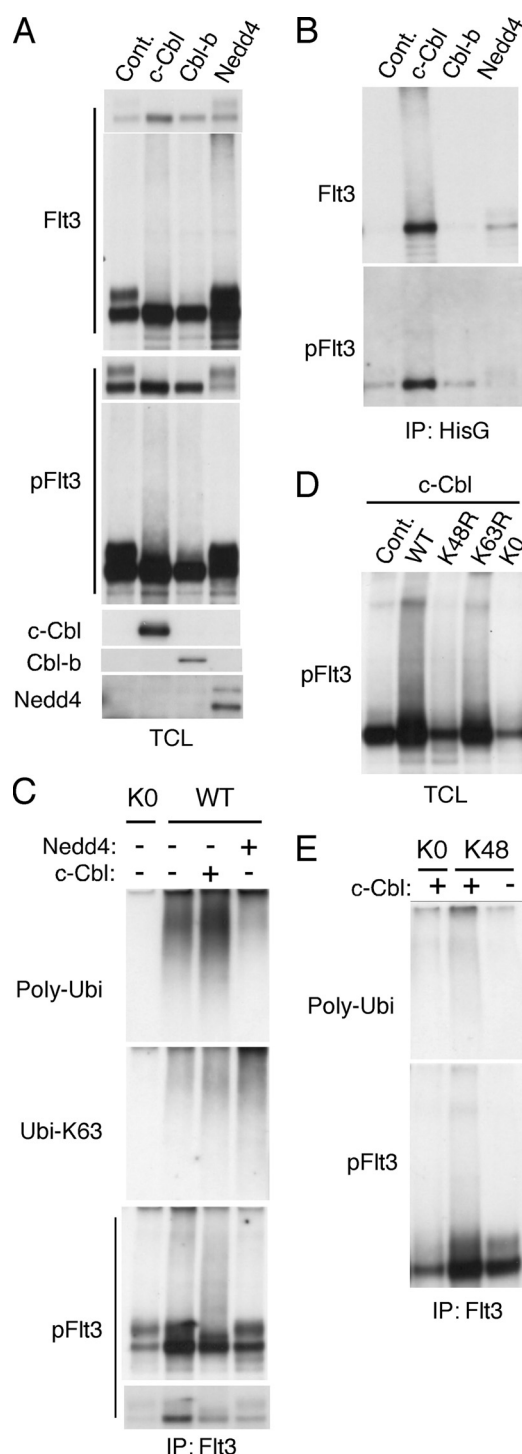 A
Cont.
c-Cbl
Cbl-b
Nedd4
Flt3
pFlt3
c-Cbl
Cbl-b
Nedd4
TCL
B
Cont.
c-Cbl
Cbl-b
Nedd4
Flt3
pFlt3
IP: HisG
D
c-Cbl
Cont.
WT
K48R
K63R
K0
pFlt3
TCL
C
K0 WT
Nedd4: - - - +
c-Cbl: - - + -
Poly-Ubi
Ubi-K63
pFlt3
IP: Flt3
E
K0 K48
c-Cbl: + + -
Poly-Ubi
pFlt3
IP: Flt3